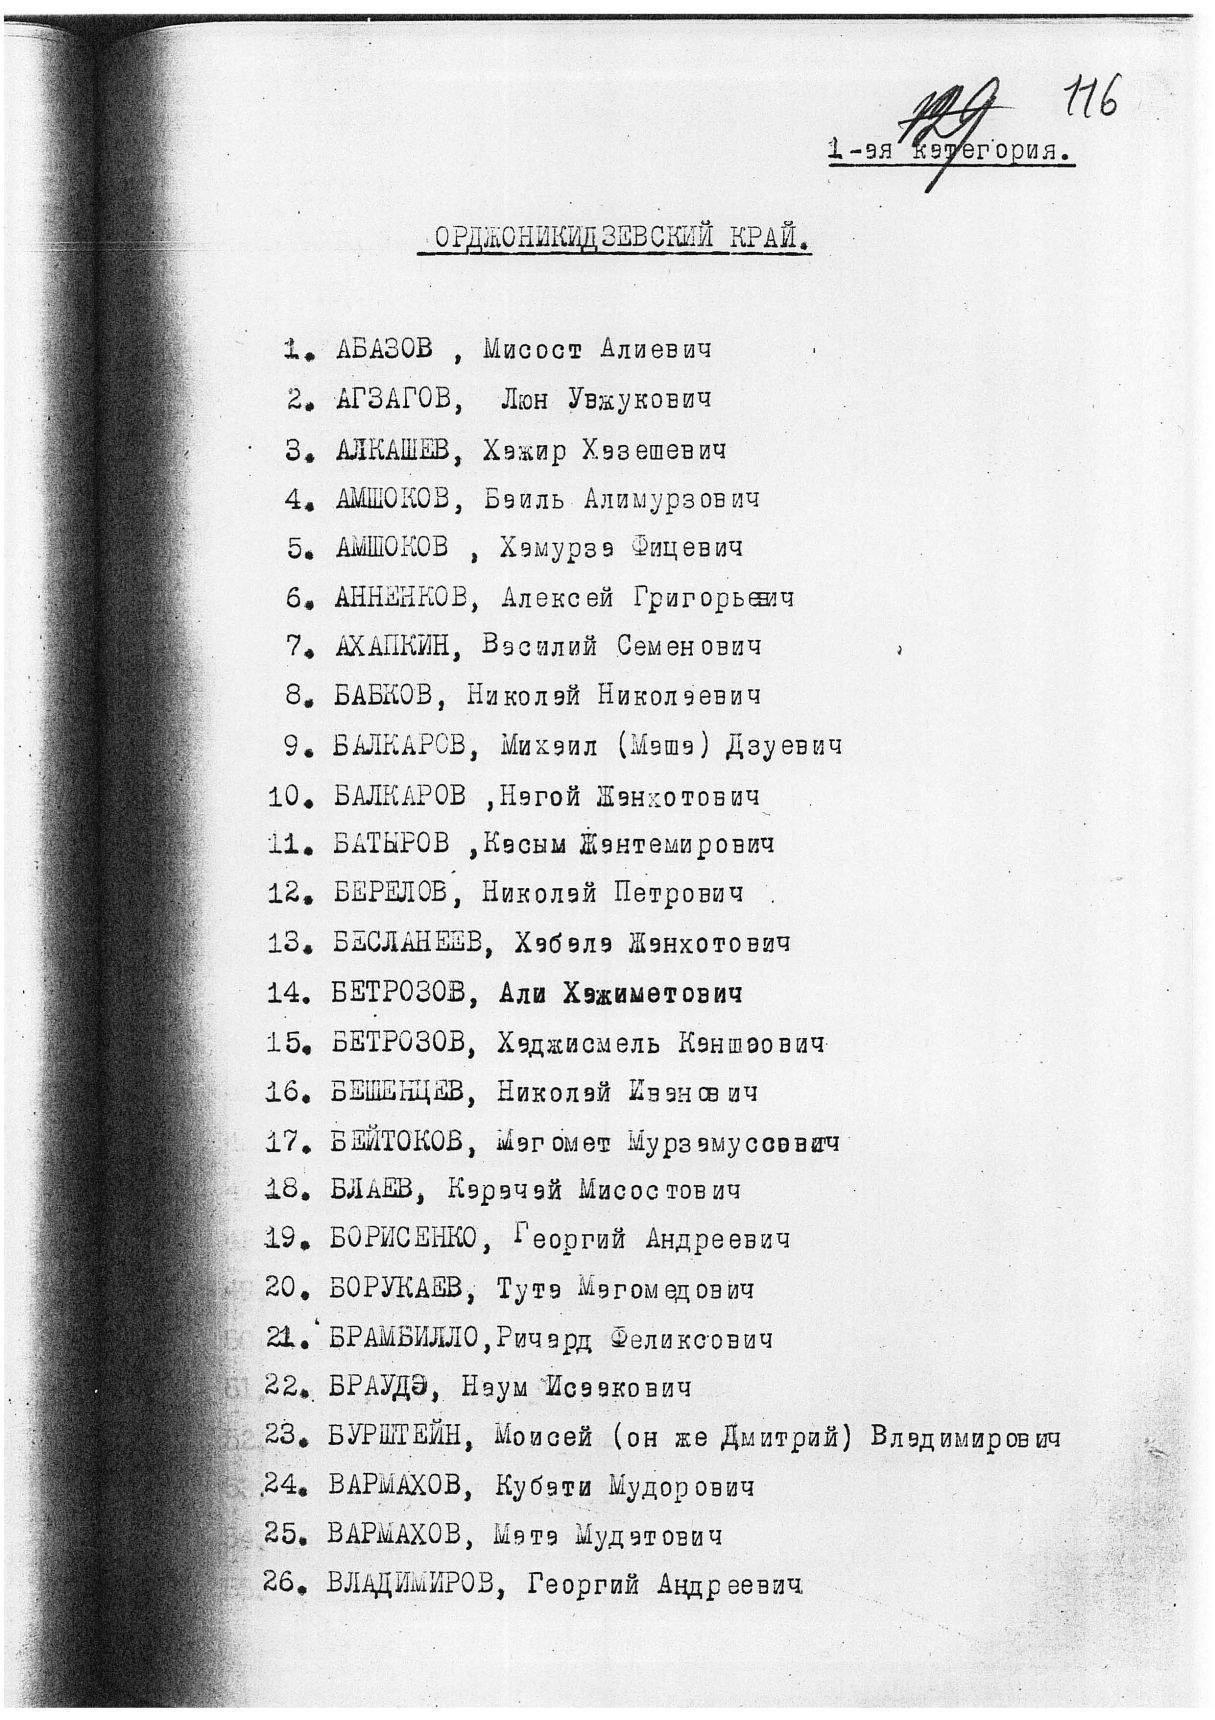 129 116
1-ая категория.
ОРДЖОНИКИДЗЕВСКИЙ КРАЙ.
1. АБАЗОВ , Мисост Алиевич
2. АГЗАГОВ, Люн Увжукович
3. АЛКАШЕВ, Хажир Хазешевич
4. АМШОКОВ, Баиль Алимурзович
5. АМШОКОВ , Хамурза Фицевич
6. АННЕНКОВ, Алексей Григорьевич
7. АХАПКИН, Василий Семенович
8. БАБКОВ, Николай Николаевич
9. БАЛКАРОВ, Михаил (Маша) Дзуевич
10. БАЛКАРОВ ,Нагой Жанхотович
11. БАТЫРОВ ,Касым Жантемирович
12. БЕРЕЛОВ, Николай Петрович
13. БЕСЛАНЕЕВ, Хабала Жанхотович
14. БЕТРОЗОВ, Али Хажиметович
15. БЕТРОЗОВ, Хаджисмель Каншаович
16. БЕШЕНЦЕВ, Николай Иванович
17. БЕЙТОКОВ, Магомет Мурзамуссович
18. БЛАЕВ, Карачай Мисостович
19. БОРИСЕНКО, Георгий Андреевич
20. БОРУКАЕВ, Тута Магомедович
21. БРАМБИЛЛО,Ричард Феликсович
22. БРАУДЭ, Наум Исаакович
23. БУРШТЕЙН, Моисей (он же Дмитрий) Владимирович
24. ВАРМАХОВ, Кубати Мудорович
25. ВАРМАХОВ, Мата Мудатович
26. ВЛАДИМИРОВ, Георгий Андреевич